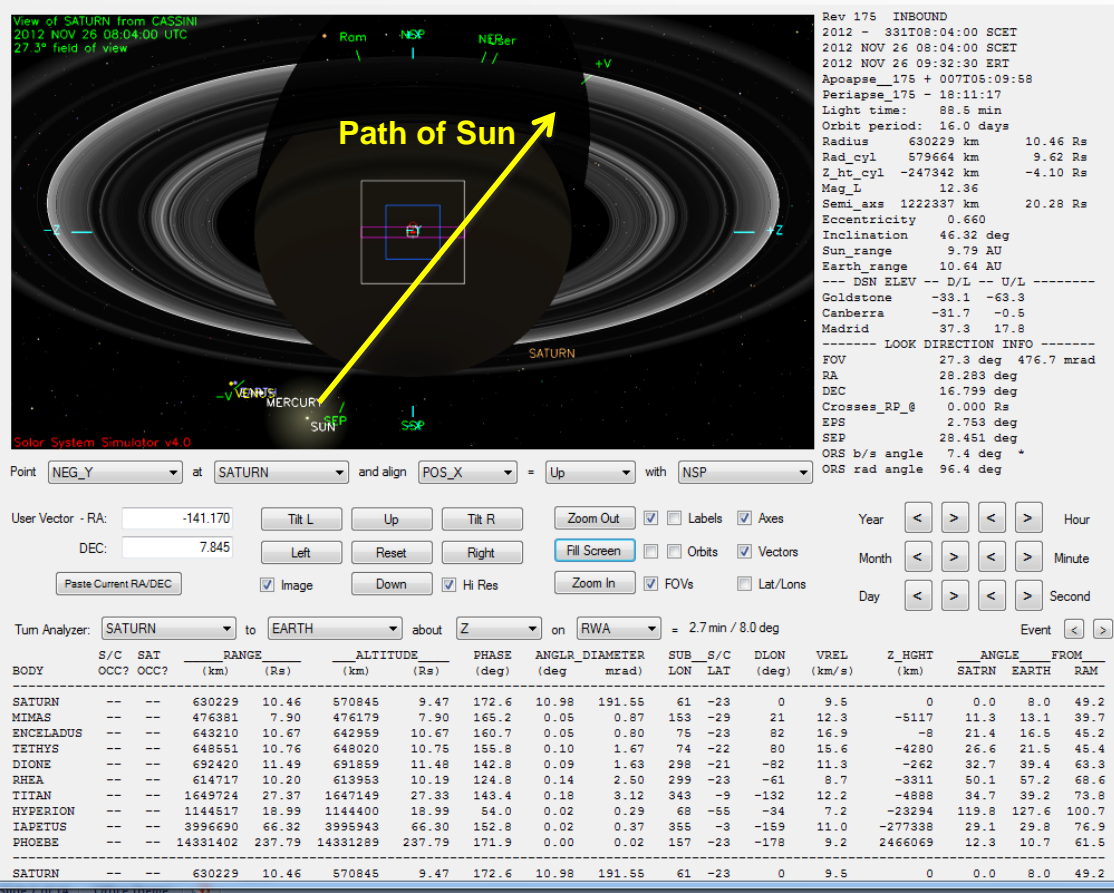 View of SATURN from CASSINI
2012 NOV 26 08:04:00 UTC
27.3° field of view
Ram
NSP
NEP
User
+V
Path of Sun
-Z
+Z
SATURN
-V
VENUS
MERCURY
SUN
SEP
Solar System Simulator v4.0
Rev 175 INBOUND
2012 - 331T08:04:00 SCET
2012 NOV 26 08:04:00 SCET
2012 NOV 26 09:32:30 ERT
Apoapse__175 + 007T05:09:58
Periapse_175 - 18:11:17
Light time: 88.5 min
Orbit period: 16.0 days
Radius 630229 km 10.46 Rs
Rad_cyl 579664 km 9.62 Rs
Z_ht_cyl -247342 km -4.10 Rs
Mag_L 12.36
Semi_axs 1222337 km 20.28 Rs
Eccentricity 0.660
Inclination 46.32 deg
Sun_range 9.79 AU
Earth_range 10.64 AU
--- DSN ELEV -- D/L -- U/L --------
Goldstone -33.1 -63.3
Canberra -31.7 -0.5
Madrid 37.3 17.8
------- LOOK DIRECTION INFO -------
FOV 27.3 deg 476.7 mrad
RA 28.283 deg
DEC 16.799 deg
Crosses_RP_@ 0.000 Rs
EPS 2.753 deg
SEP 28.451 deg
ORS b/s angle 7.4 deg *
ORS rad angle 96.4 deg
Point NEG_Y at SATURN and align POS_X = Up with NSP
User Vector - RA: -141.170 Tilt L Up Tilt R Zoom Out Labels Axes Year < > < > Hour
DEC: 7.845 Left Reset Right Fill Screen Orbits Vectors Month < > < > Minute
Paste Current RA/DEC Image Down Hi Res Zoom In FOVs Lat/Lons Day < > < > Second
Turn Analyzer: SATURN to EARTH about Z on RWA = 2.7 min / 8.0 deg Event < >
S/C SAT ____RANGE____ ____ALTITUDE____ PHASE ANGLR_DIAMETER SUB__S/C DLON VREL Z_HGHT ___ANGLE___FROM___
BODY OCC? OCC? (km) (Rs) (km) (Rs) (deg) (deg mrad) LON LAT (deg) (km/s) (km) SATRN EARTH RAM
SATURN -- -- 630229 10.46 570845 9.47 172.6 10.98 191.55 61 -23 0 9.5 0 0.0 8.0 49.2
MIMAS -- -- 476381 7.90 476179 7.90 165.2 0.05 0.87 153 -29 21 12.3 -5117 11.3 13.1 39.7
ENCELADUS -- -- 643210 10.67 642959 10.67 160.7 0.05 0.80 75 -23 82 16.9 -8 21.4 16.5 45.2
TETHYS -- -- 648551 10.76 648020 10.75 155.8 0.10 1.67 74 -22 80 15.6 -4280 26.6 21.5 45.4
DIONE -- -- 692420 11.49 691859 11.48 142.8 0.09 1.63 298 -21 -82 11.3 -262 32.7 39.4 63.3
RHEA -- -- 614717 10.20 613953 10.19 124.8 0.14 2.50 299 -23 -61 8.7 -3311 50.1 57.2 68.6
TITAN -- -- 1649724 27.37 1647149 27.33 143.4 0.18 3.12 343 -9 -132 12.2 -4888 34.7 39.2 73.8
HYPERION -- -- 1144517 18.99 1144400 18.99 54.0 0.02 0.29 68 -55 -34 7.2 -23294 119.8 127.6 100.7
IAPETUS -- -- 3996690 66.32 3995943 66.30 152.8 0.02 0.37 355 -3 -159 11.0 -277338 29.1 29.8 76.9
PHOEBE -- -- 14331402 237.79 14331289 237.79 171.9 0.00 0.02 157 -23 -178 9.2 2466069 12.3 10.7 61.5
SATURN -- -- 630229 10.46 570845 9.47 172.6 10.98 191.55 61 -23 0 9.5 0 0.0 8.0 49.2